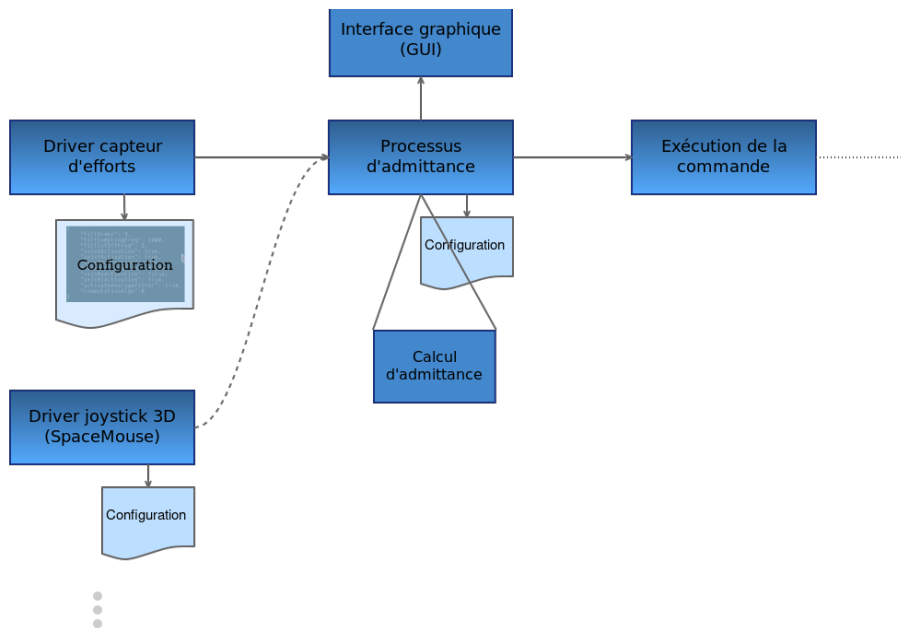 Interface graphique
(GUI)
Driver capteur
d'efforts
Processus
d'admittance
Exécution de la
commande
Configuration
Configuration
Calcul
d'admittance
Driver joystick 3D
(SpaceMouse)
Configuration